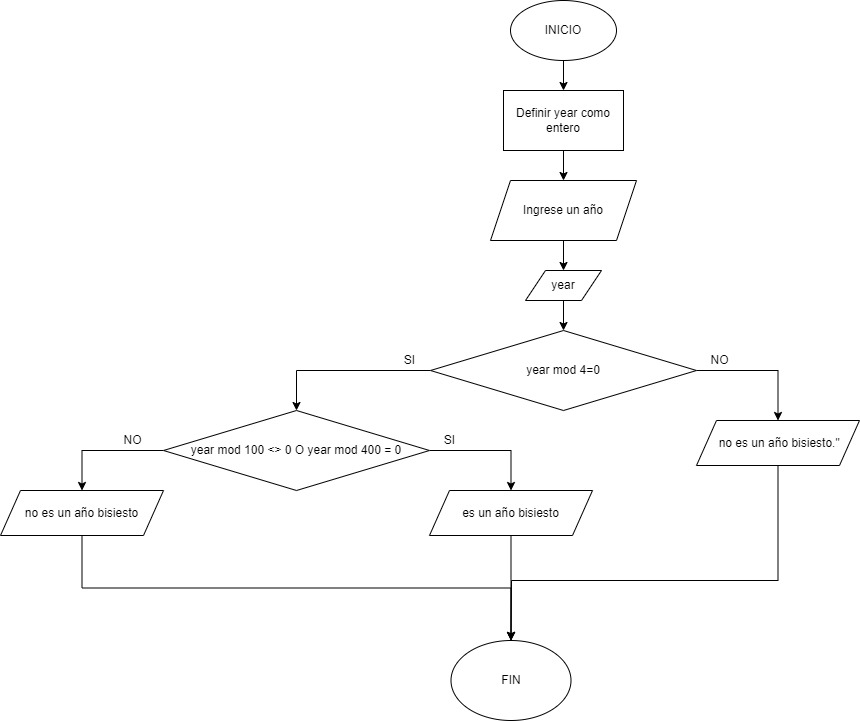 INICIO
Definir year como
entero
Ingrese un año
year
year mod 4=0
SI
NO
year mod 100 <> 0 O year mod 400 = 0
NO
SI
no es un año bisiesto."
no es un año bisiesto
es un año bisiesto
FIN